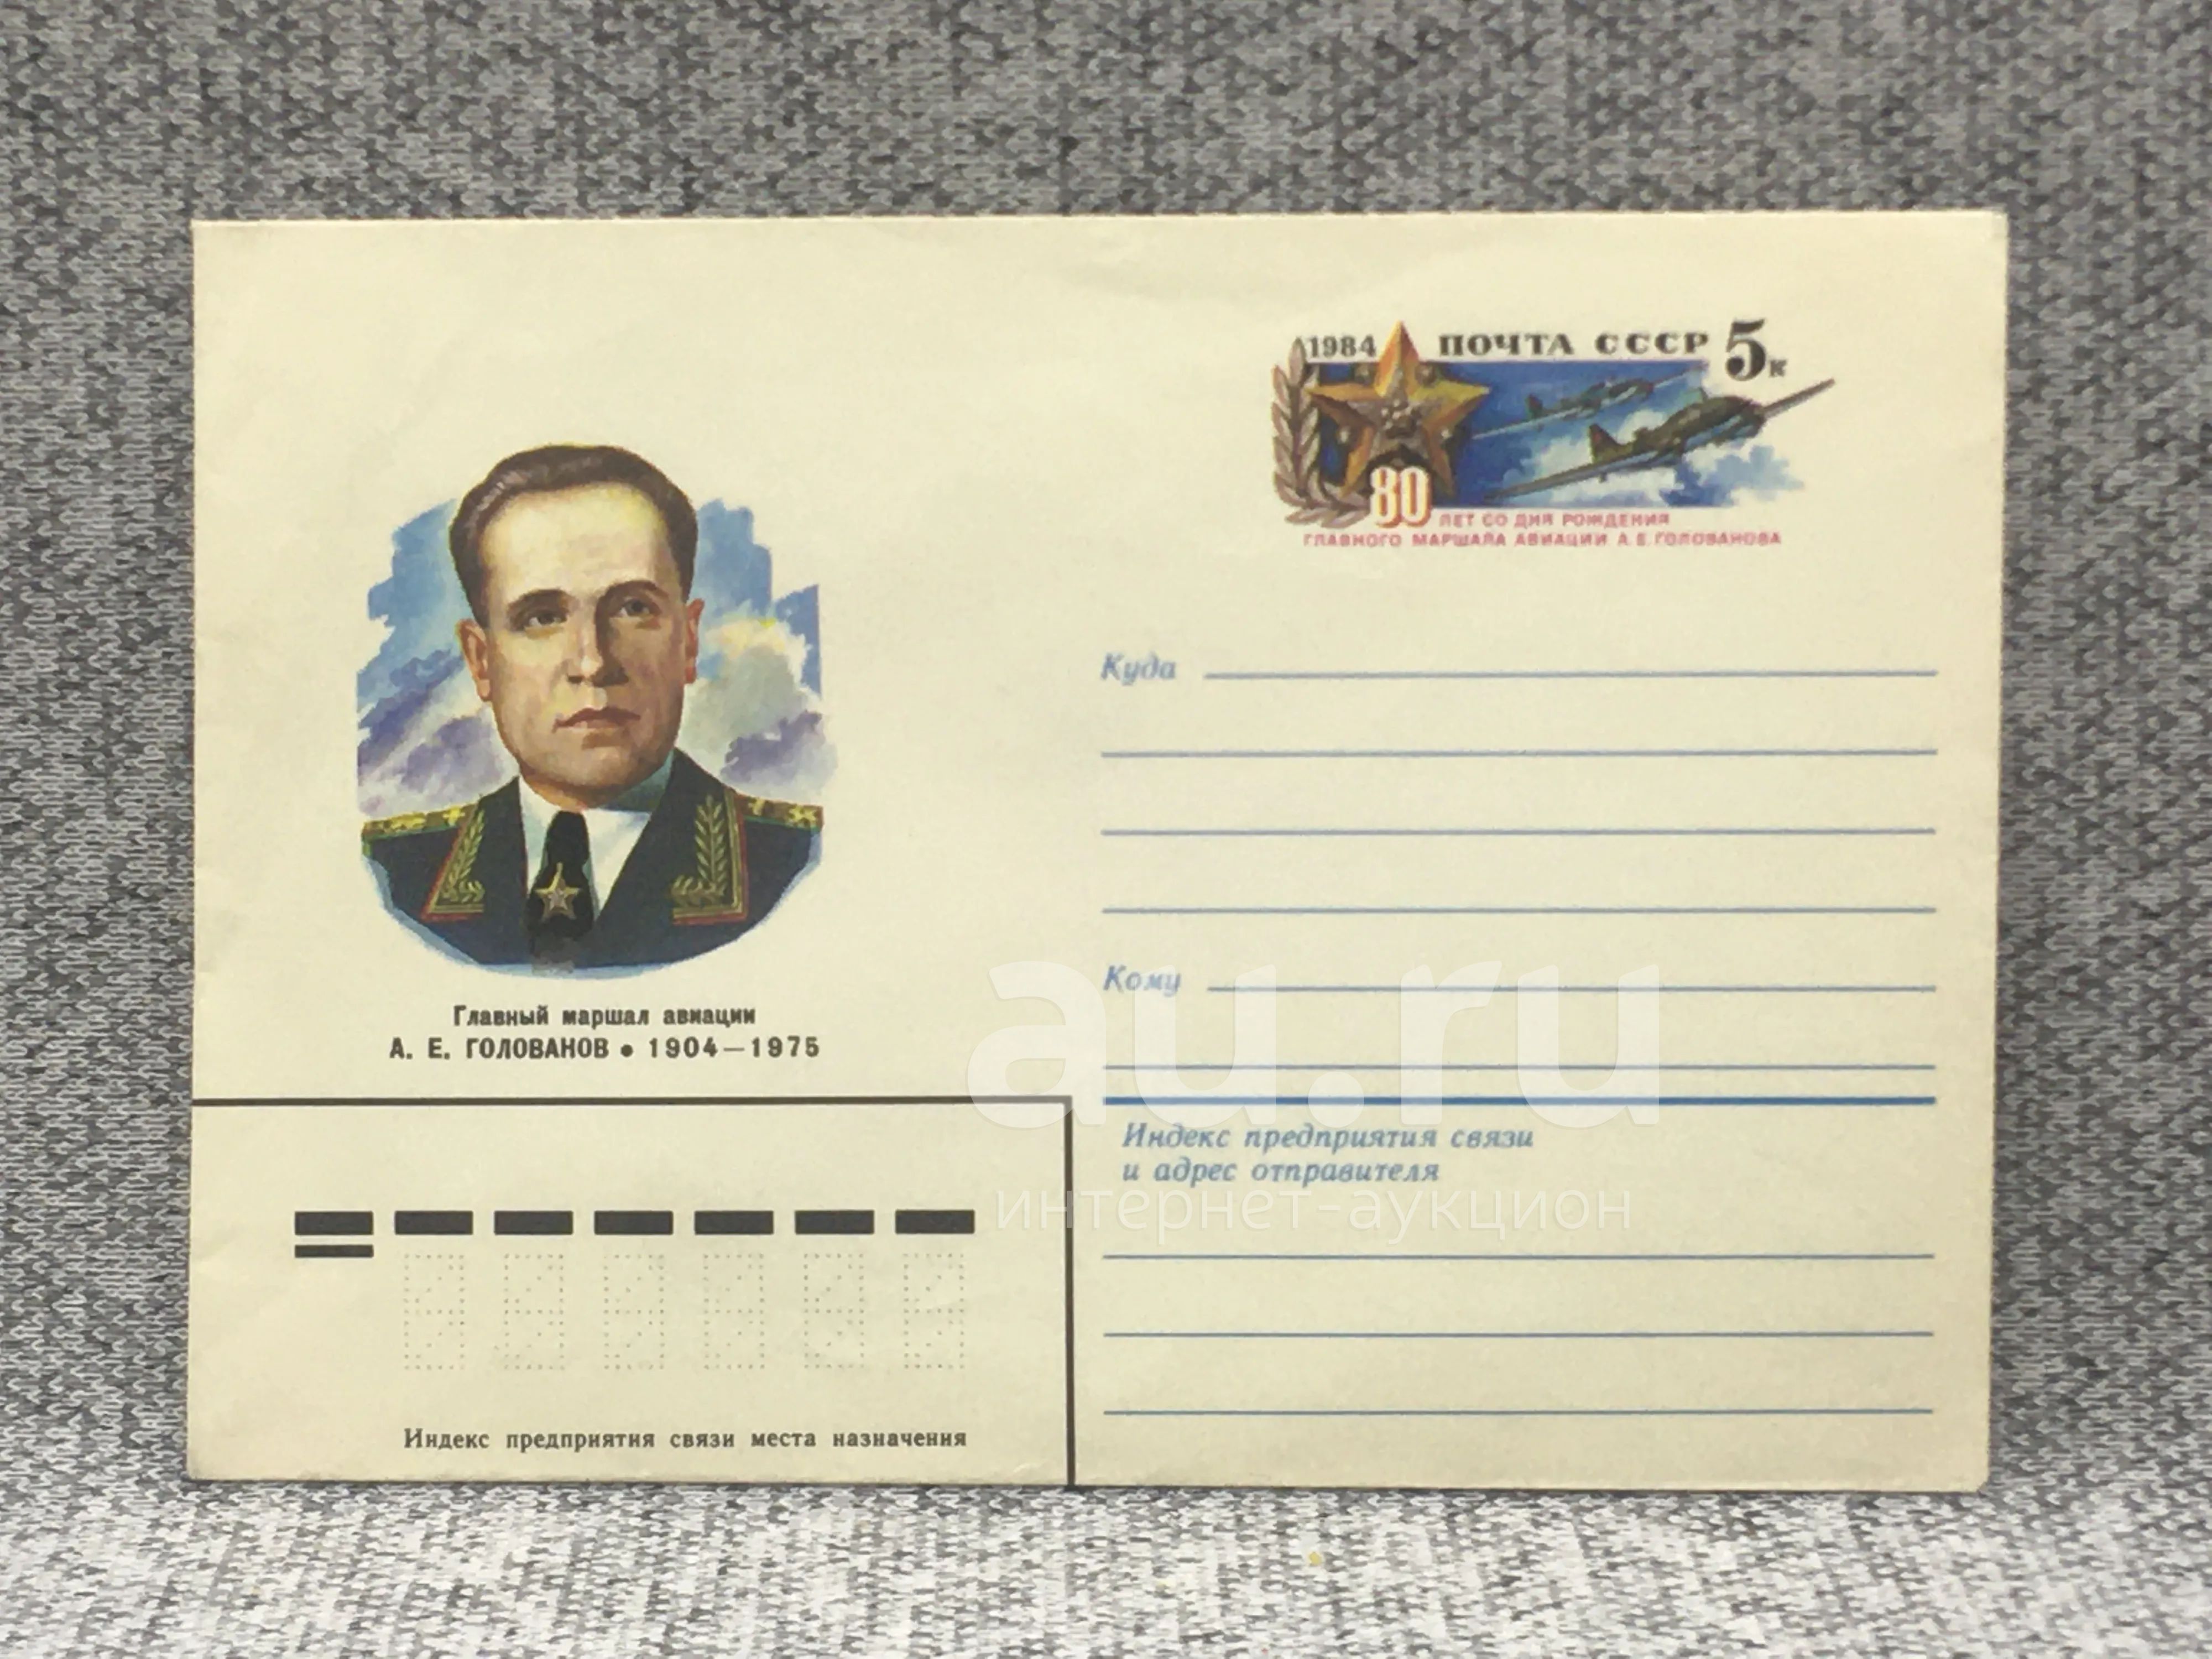 1984 ПОЧТА СССР 5к
80 ЛЕТ СО ДНЯ РОЖДЕНИЯ
ГЛАВНОГО МАРШАЛА АВИАЦИИ А.Е.ГОЛОВАНОВА
Главный маршал авиации
А. Е. ГОЛОВАНОВ • 1904—1975
Куда
Кому
Индекс предприятия связи
и адрес отправителя
Индекс предприятия связи места назначения
au.ru
интернет-аукцион